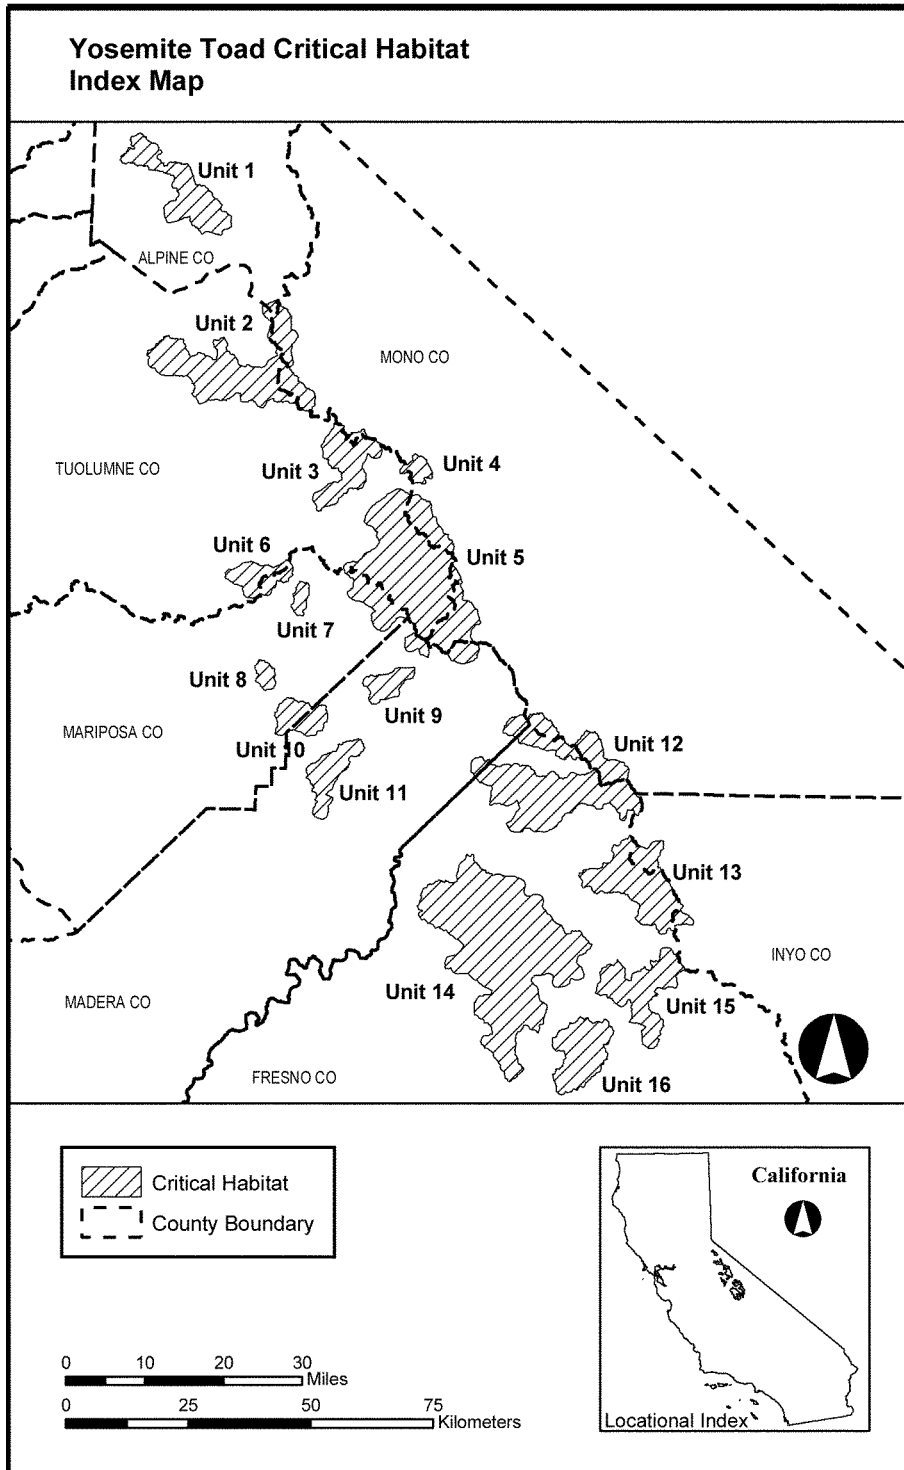 Yosemite Toad Critical Habitat
Index Map
Unit 1
ALPINE CO
Unit 2
MONO CO
Unit 3
Unit 4
TUOLUMNE CO
Unit 6
Unit 5
Unit 7
Unit 8
Unit 9
MARIPOSA CO
Unit 10
Unit 12
Unit 11
Unit 13
INYO CO
Unit 14
MADERA CO
Unit 15
FRESNO CO
Unit 16
Critical Habitat
County Boundary
California
Locational Index
0 10 20 30
Miles
0 25 50 75
Kilometers